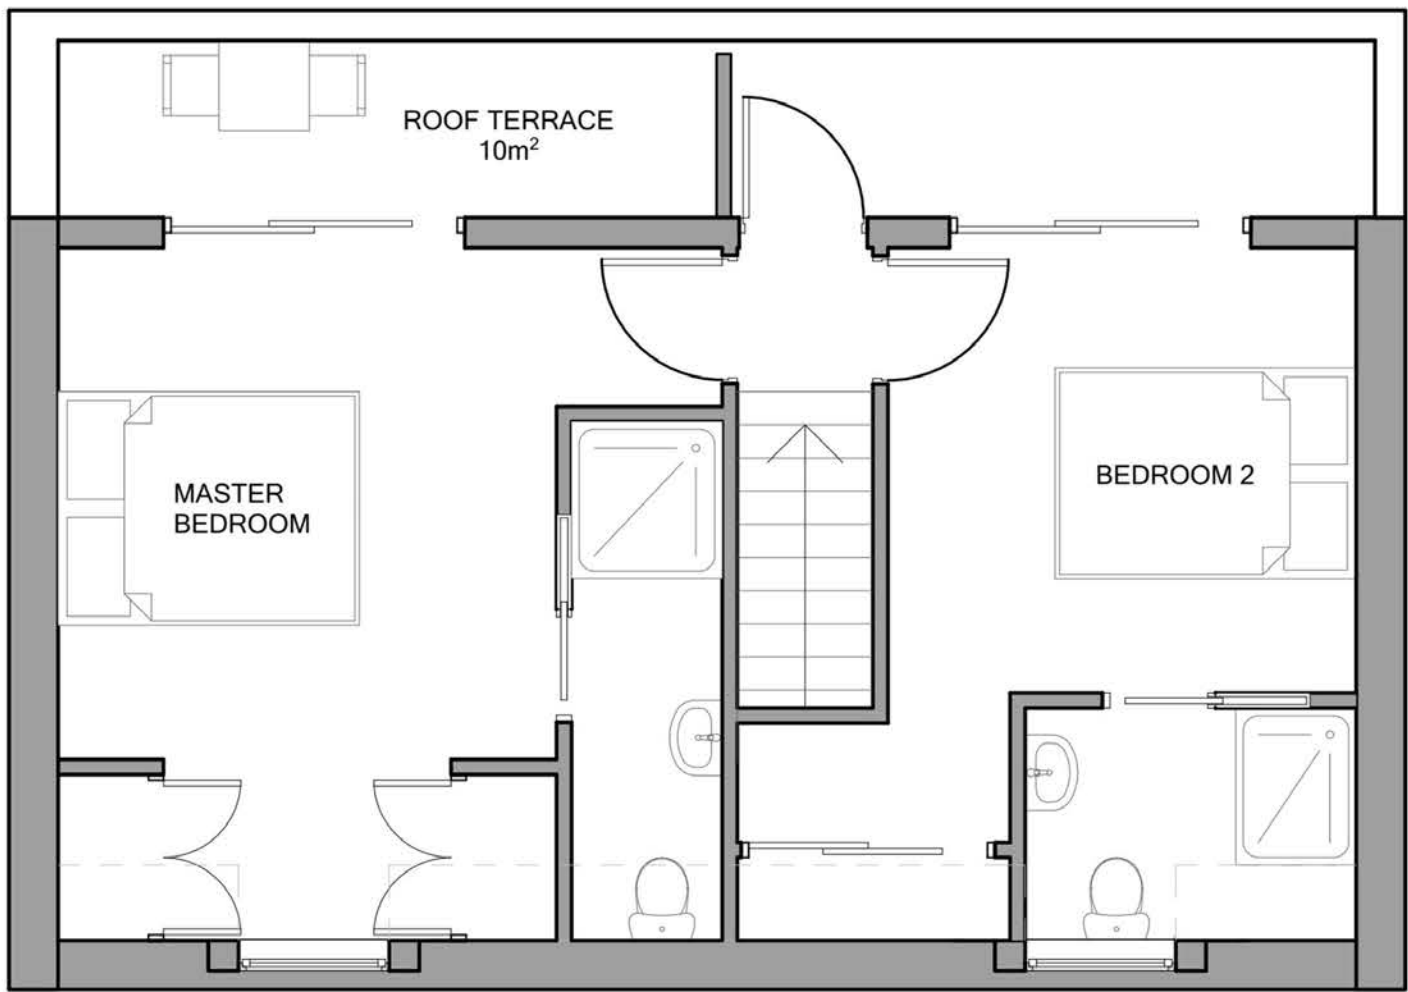 ROOF TERRACE
10m²
MASTER
BEDROOM
BEDROOM 2